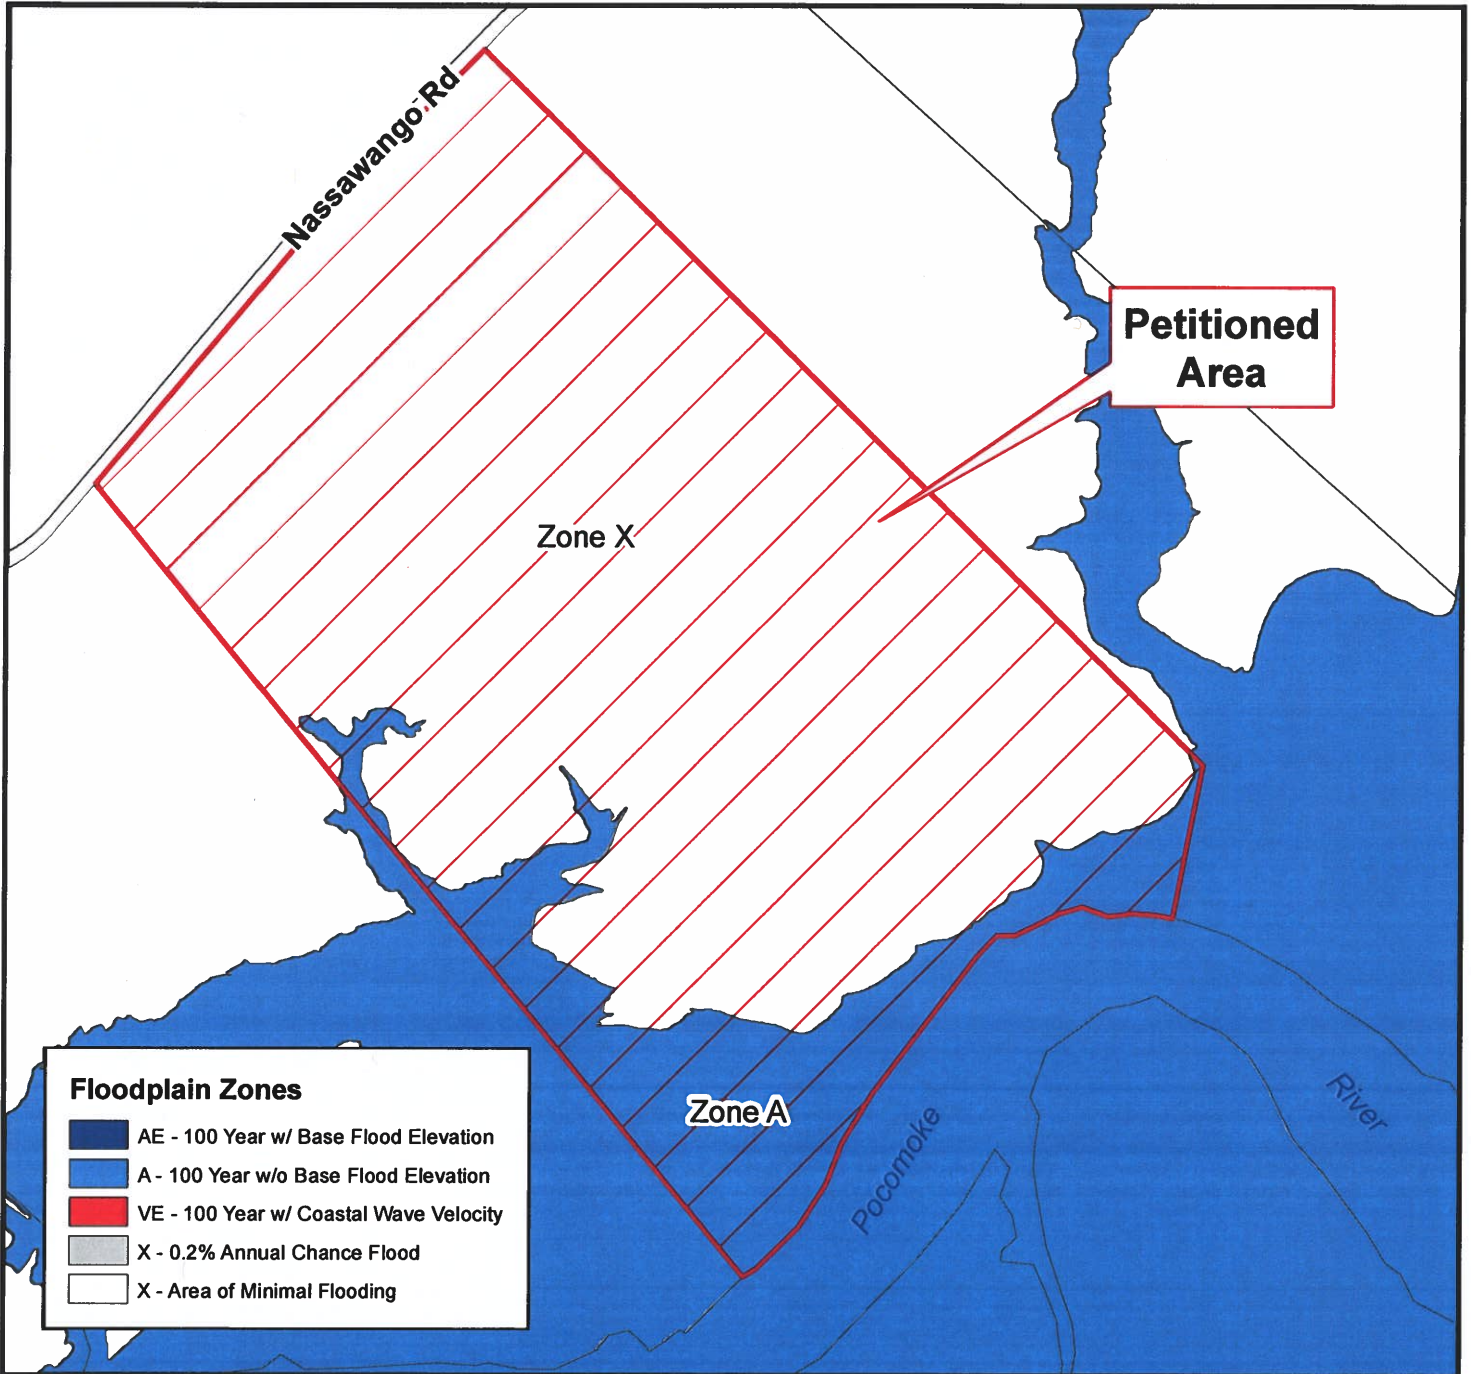 Nassawango Rd
Petitioned
Area
Zone X
Zone A
Pocomoke
River
Floodplain Zones
AE - 100 Year w/ Base Flood Elevation
A - 100 Year w/o Base Flood Elevation
VE - 100 Year w/ Coastal Wave Velocity
X - 0.2% Annual Chance Flood
X - Area of Minimal Flooding